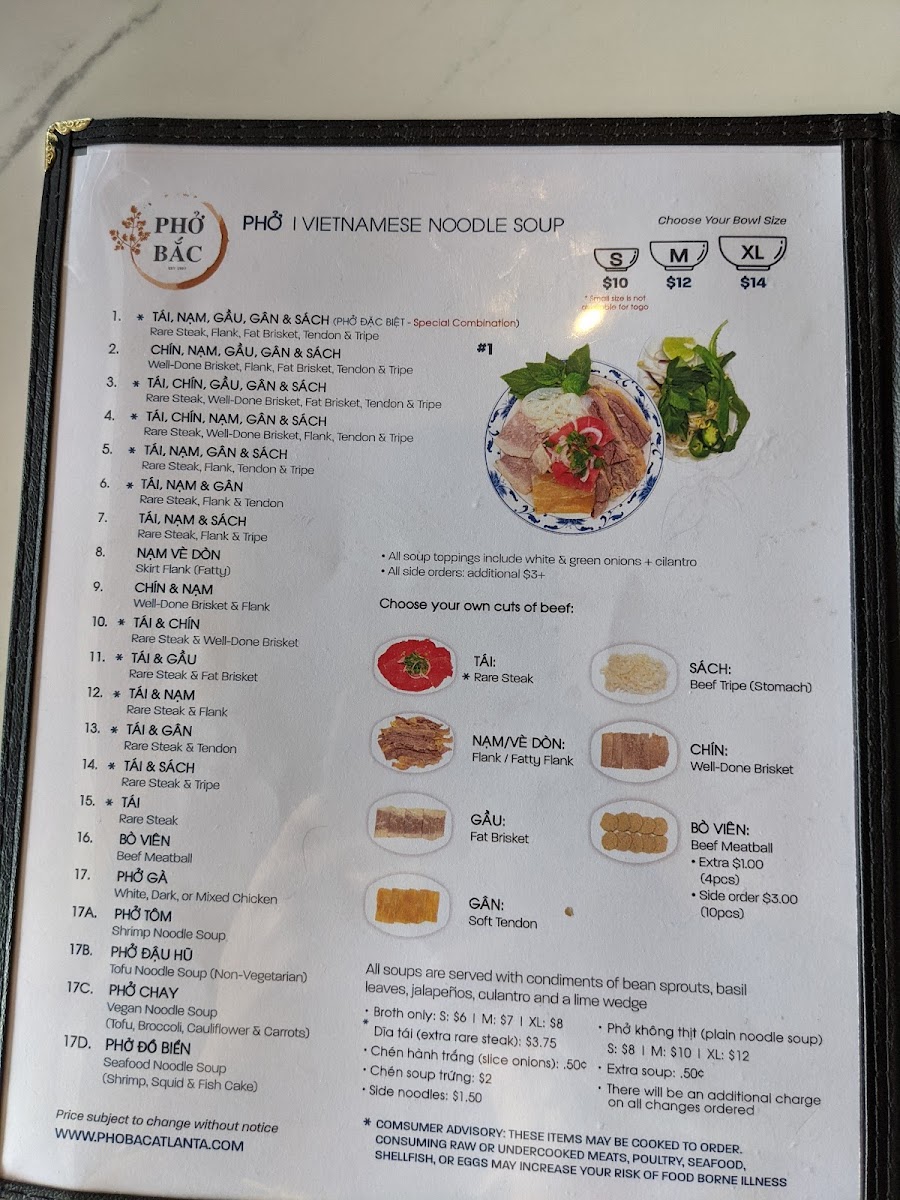 PHỞ
BẮC
PHỞ | VIETNAMESE NOODLE SOUP
Choose Your Bowl Size
S
M
XL
$10
$12
$14
* Small size is not
for togo
1. * TÁI, NẠM, GẦU, GÂN & SÁCH (PHỞ ĐẶC BIỆT - Special Combination)
Rare Steak, Flank, Fat Brisket, Tendon & Tripe
2. CHÍN, NẠM, GẦU, GÂN & SÁCH
Well-Done Brisket, Flank, Fat Brisket, Tendon & Tripe
3. * TÁI, CHÍN, GẦU, GÂN & SÁCH
Rare Steak, Well-Done Brisket, Fat Brisket, Tendon & Tripe
4. * TÁI, CHÍN, NẠM, GÂN & SÁCH
Rare Steak, Well-Done Brisket, Flank, Tendon & Tripe
5. * TÁI, NẠM, GÂN & SÁCH
Rare Steak, Flank, Tendon & Tripe
6. * TÁI, NẠM & GÂN
Rare Steak, Flank & Tendon
7. TÁI, NẠM & SÁCH
Rare Steak, Flank & Tripe
8. NẠM VÈ DÒN
Skirt Flank (Fatty)
9. CHÍN & NẠM
Well-Done Brisket & Flank
10. * TÁI & CHÍN
Rare Steak & Well-Done Brisket
11. * TÁI & GẦU
Rare Steak & Fat Brisket
12. * TÁI & NẠM
Rare Steak & Flank
13. * TÁI & GÂN
Rare Steak & Tendon
14. * TÁI & SÁCH
Rare Steak & Tripe
15. * TÁI
Rare Steak
16. BÒ VIÊN
Beef Meatball
17. PHỞ GÀ
White, Dark, or Mixed Chicken
17A. PHỞ TÔM
Shrimp Noodle Soup
17B. PHỞ ĐẬU HŨ
Tofu Noodle Soup (Non-Vegetarian)
17C. PHỞ CHAY
Vegan Noodle Soup
(Tofu, Broccoli, Cauliflower & Carrots)
17D. PHỞ ĐỒ BIỂN
Seafood Noodle Soup
(Shrimp, Squid & Fish Cake)
Price subject to change without notice
WWW.PHOBACATLANTA.COM
#1
• All soup toppings include white & green onions + cilantro
• All side orders: additional $3+
Choose your own cuts of beef:
TÁI:
* Rare Steak
NẠM/VÈ DÒN:
Flank / Fatty Flank
GẦU:
Fat Brisket
GÂN:
Soft Tendon
SÁCH:
Beef Tripe (Stomach)
CHÍN:
Well-Done Brisket
BÒ VIÊN:
Beef Meatball
• Extra $1.00
(4pcs)
• Side order $3.00
(10pcs)
All soups are served with condiments of bean sprouts, basil
leaves, jalapeños, culantro and a lime wedge
• Broth only: S: $6 | M: $7 | XL: $8
* Dĩa tái (extra rare steak): $3.75
• Chén hành trắng (slice onions): .50¢
• Chén soup trứng: $2
• Side noodles: $1.50
• Phở không thịt (plain noodle soup)
S: $8 | M: $10 | XL: $12
• Extra soup: .50¢
• There will be an additional charge
on all changes ordered
* COMSUMER ADVISORY: THESE ITEMS MAY BE COOKED TO ORDER.
CONSUMING RAW OR UNDERCOOKED MEATS, POULTRY, SEAFOOD,
SHELLFISH, OR EGGS MAY INCREASE YOUR RISK OF FOOD BORNE ILLNESS